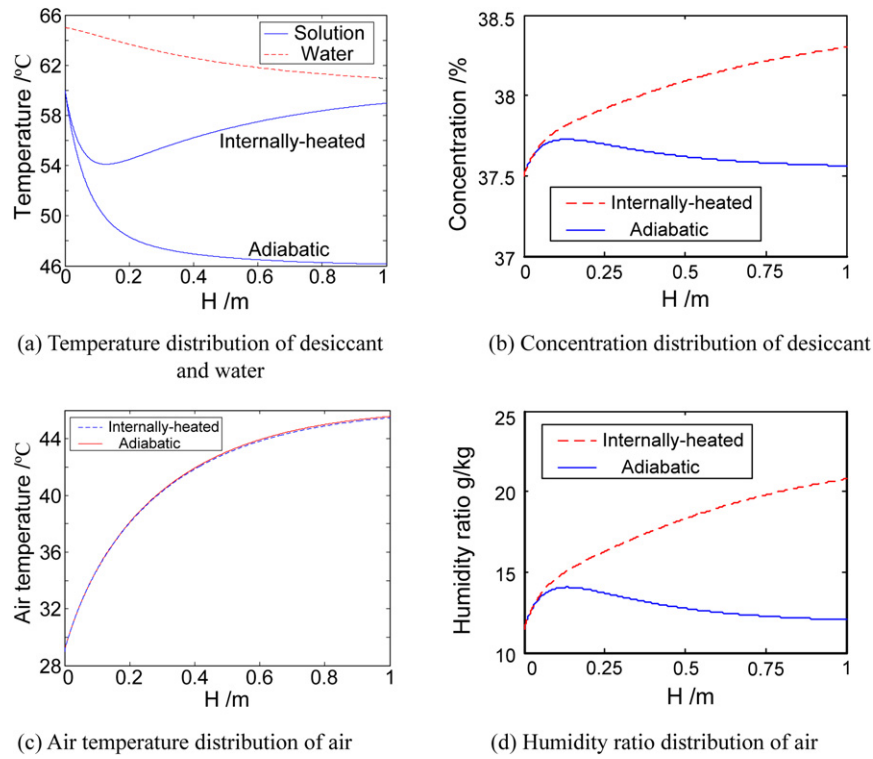 Temperature /ºC
66
62
58
54
50
46
Solution
Water
Internally-heated
Adiabatic
0
0.2
0.4
0.6
0.8
1
H /m
(a) Temperature distribution of desiccant
and water
Concentration /%
38.5
38
37.5
37
Internally-heated
Adiabatic
0
0.25
0.5
0.75
1
H /m
(b) Concentration distribution of desiccant
Air temperature /ºC
44
40
36
32
28
Internally-heated
Adiabatic
0
0.2
0.4
0.6
0.8
1
H /m
(c) Air temperature distribution of air
Humidity ratio g/kg
25
20
15
10
Internally-heated
Adiabatic
0
0.25
0.5
0.75
1
H /m
(d) Humidity ratio distribution of air